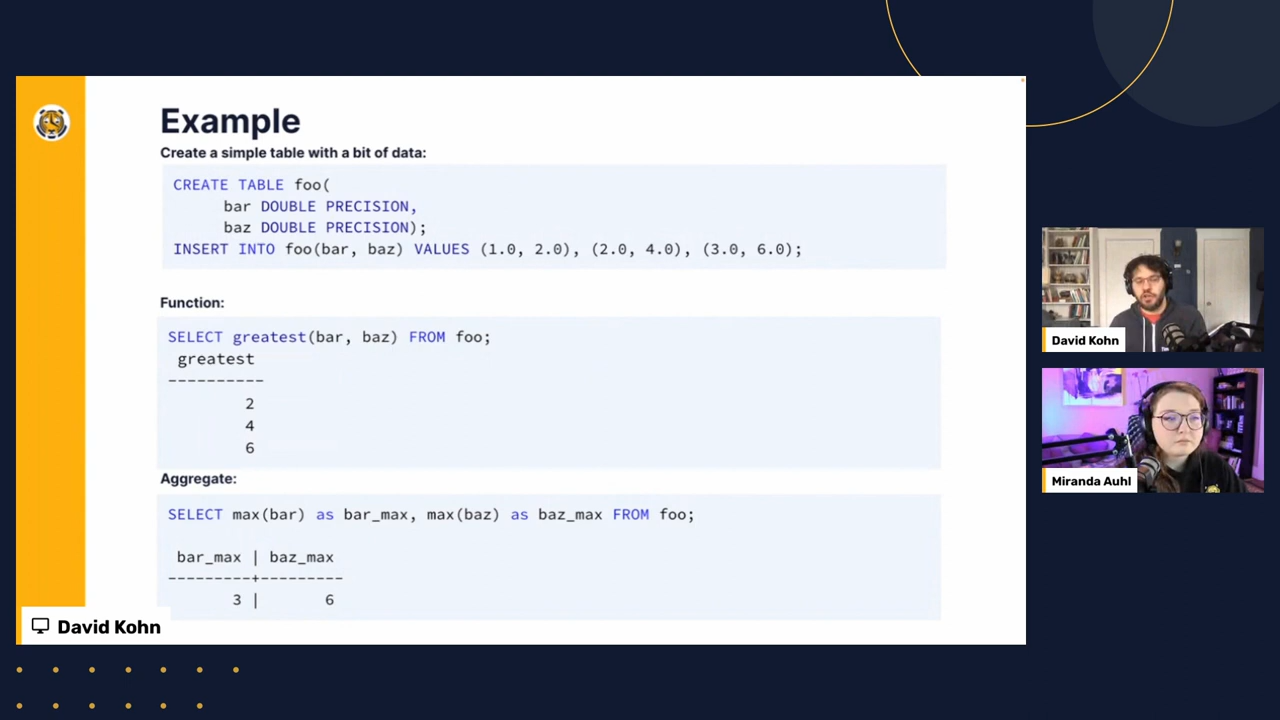 Example
Create a simple table with a bit of data:
CREATE TABLE foo(
bar DOUBLE PRECISION,
baz DOUBLE PRECISION);
INSERT INTO foo(bar, baz) VALUES (1.0, 2.0), (2.0, 4.0), (3.0, 6.0);
Function:
SELECT greatest(bar, baz) FROM foo;
greatest
----------
2
4
6
Aggregate:
SELECT max(bar) as bar_max, max(baz) as baz_max FROM foo;
bar_max | baz_max
---------+---------
3 | 6
David Kohn
David Kohn
Miranda Auhl